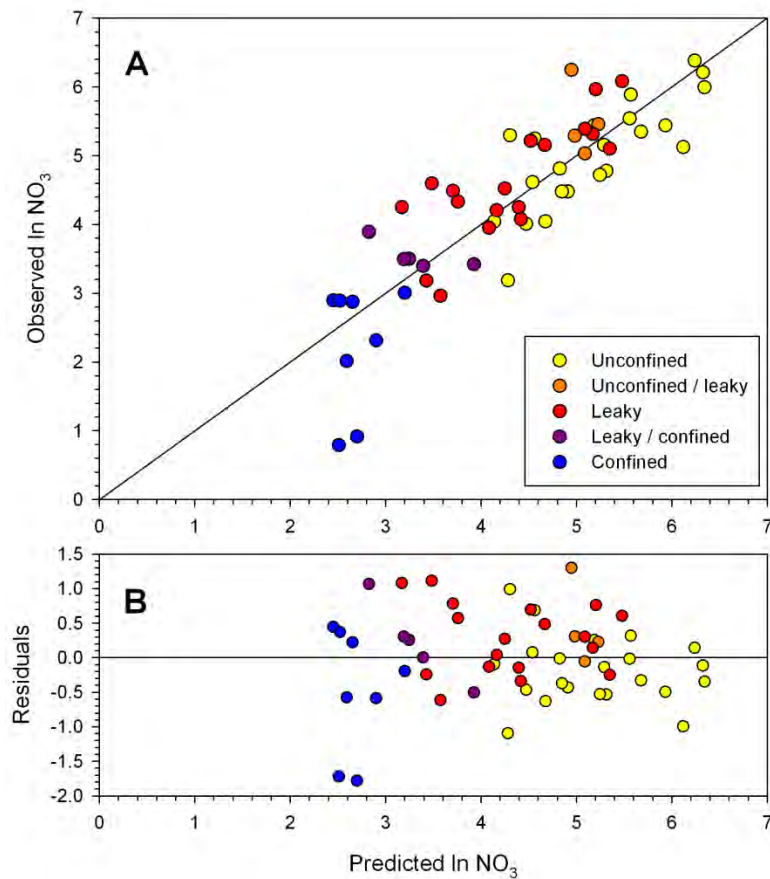 7
6
5
4
3
2
1
0
Observed ln NO3
A
Unconfined
Unconfined / leaky
Leaky
Leaky / confined
Confined
0 1 2 3 4 5 6 7
1.5
1.0
0.5
0.0
-0.5
-1.0
-1.5
-2.0
Residuals
B
0 1 2 3 4 5 6 7
Predicted ln NO3